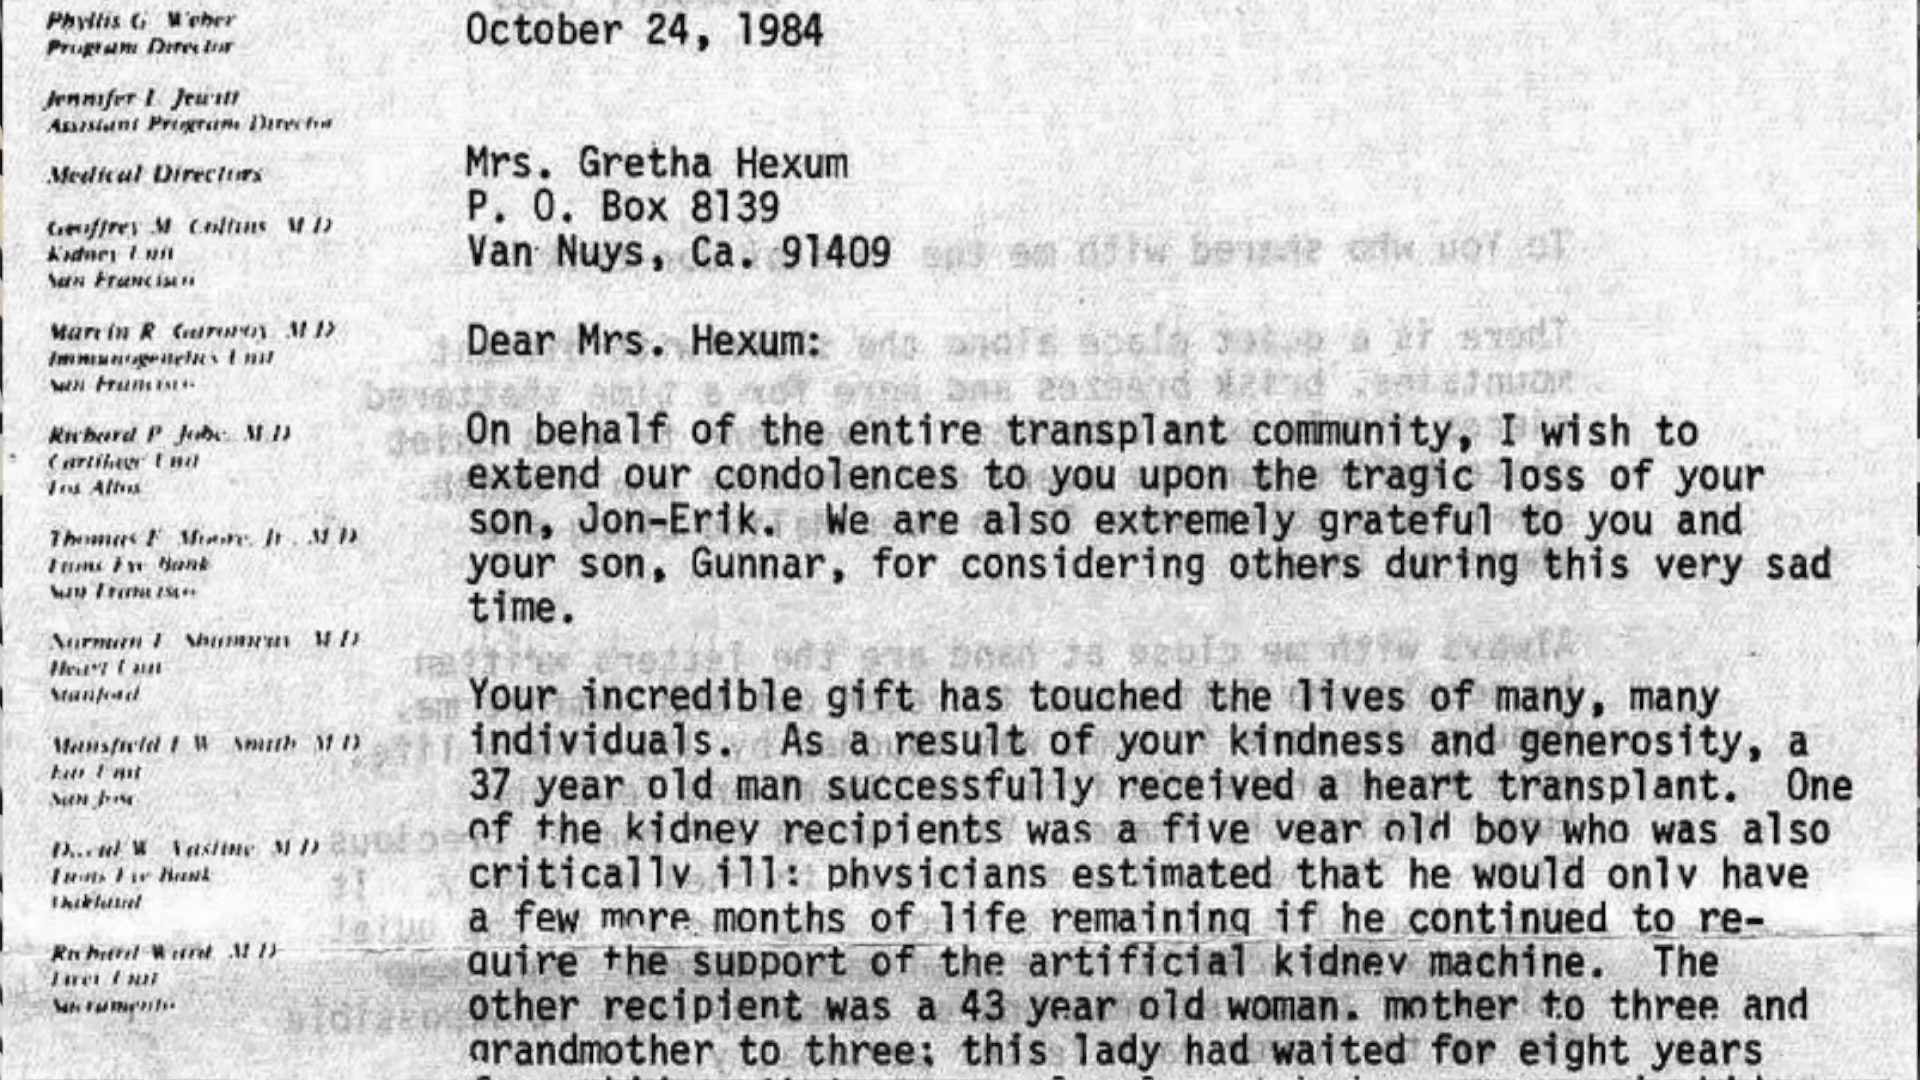 Phyllis G. Weber
Program Director
Jennifer L. Jewitt
Assistant Program Director
Medical Directors
Geoffrey M. Collins, M.D.
Kidney Unit
San Francisco
Marvin R. Garovoy, M.D.
Immunogenetics Unit
San Francisco
Richard P. Jobe, M.D.
Cartilage Unit
Los Altos
Thomas F. Moore, Jr., M.D.
Lions Eye Bank
San Francisco
Norman E. Shumway, M.D.
Heart Unit
Stanford
Mansfield F.W. Smith, M.D.
Ear Unit
San Jose
W. Vastine, M.D.
Lions Eye Bank
Oakland
Richard Ward, M.D.
Liver Unit
Sacramento
October 24, 1984
Mrs. Gretha Hexum
P. O. Box 8139
Van Nuys, Ca. 91409
Dear Mrs. Hexum:
On behalf of the entire transplant community, I wish to
extend our condolences to you upon the tragic loss of your
son, Jon-Erik. We are also extremely grateful to you and
your son, Gunnar, for considering others during this very sad
time.
Your incredible gift has touched the lives of many, many
individuals. As a result of your kindness and generosity, a
37 year old man successfully received a heart transplant. One
of the kidney recipients was a five year old boy who was also
critically ill: physicians estimated that he would only have
a few more months of life remaining if he continued to re-
quire the support of the artificial kidney machine. The
other recipient was a 43 year old woman, mother to three and
grandmother to three; this lady had waited for eight years